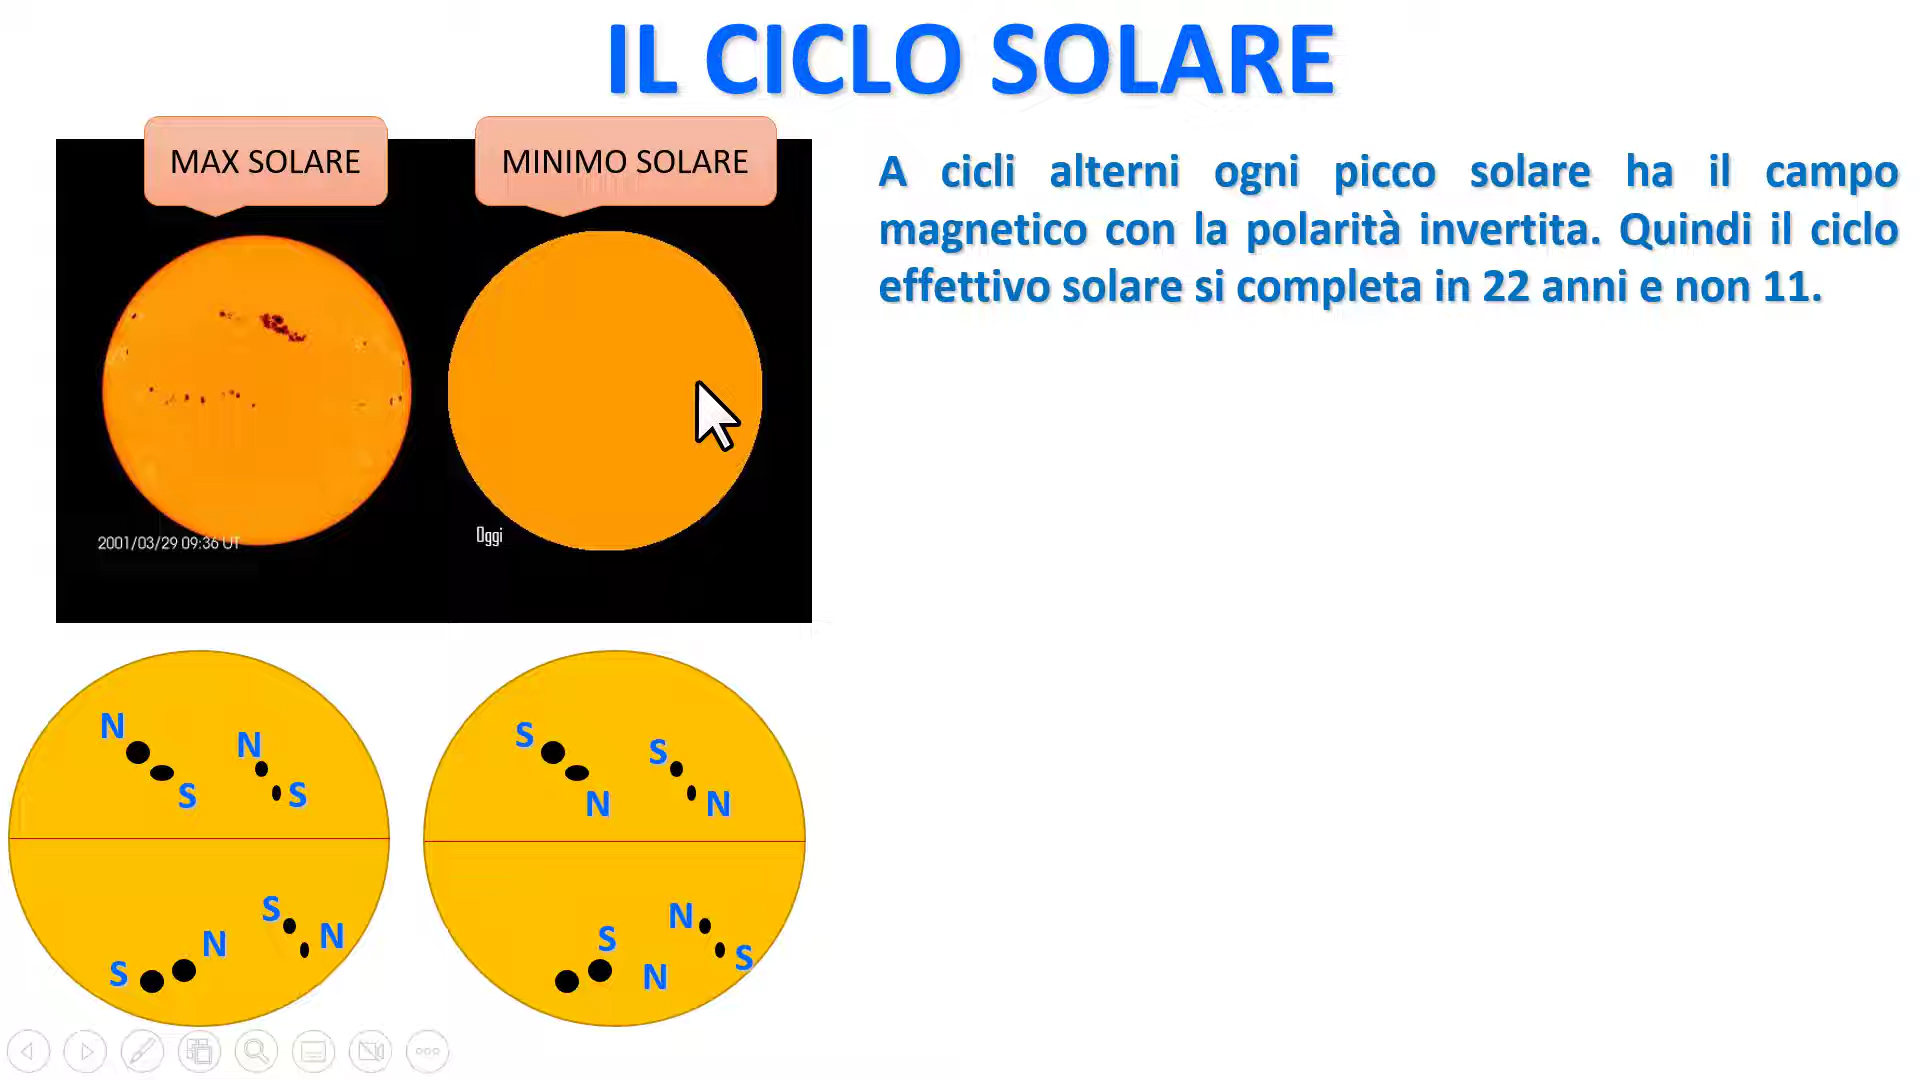 IL CICLO SOLARE
MAX SOLARE
MINIMO SOLARE
A cicli alterni ogni picco solare ha il campo
magnetico con la polarità invertita. Quindi il ciclo
effettivo solare si completa in 22 anni e non 11.
2001/03/29 09:36 UT
Oggi
N
S
N
S
S
N
S
N
S
N
S
N
S
N
N
S